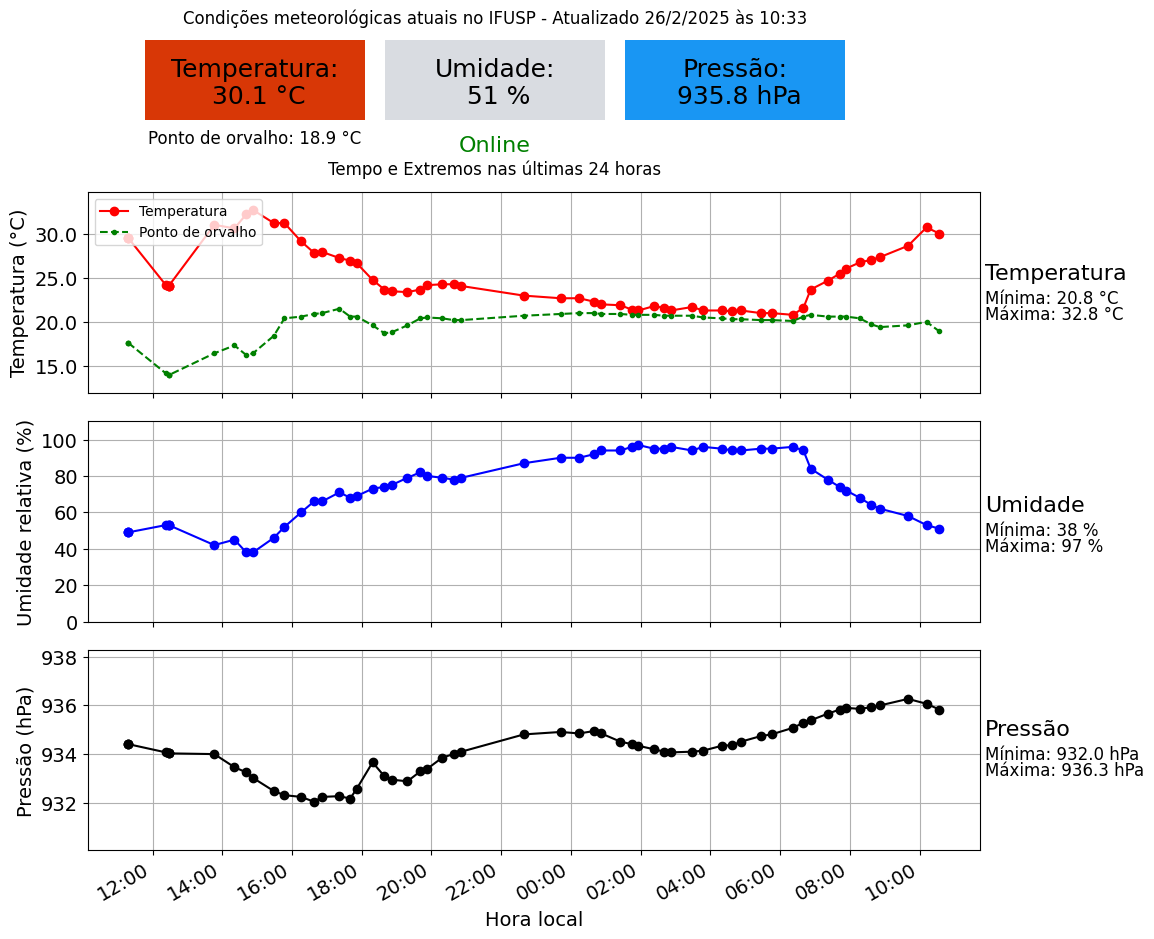 Condições meteorológicas atuais no IFUSP - Atualizado 26/2/2025 às 10:33
Temperatura:
30.1 °C
Umidade:
51 %
Pressão:
935.8 hPa
Ponto de orvalho: 18.9 °C
Online
Tempo e Extremos nas últimas 24 horas
Temperatura (°C)
30.0
25.0
20.0
15.0
Temperatura
Ponto de orvalho
Temperatura
Mínima: 20.8 °C
Máxima: 32.8 °C
Umidade relativa (%)
100
80
60
40
20
0
Umidade
Mínima: 38 %
Máxima: 97 %
Pressão (hPa)
938
936
934
932
Pressão
Mínima: 932.0 hPa
Máxima: 936.3 hPa
12:00 14:00 16:00 18:00 20:00 22:00 00:00 02:00 04:00 06:00 08:00 10:00
Hora local